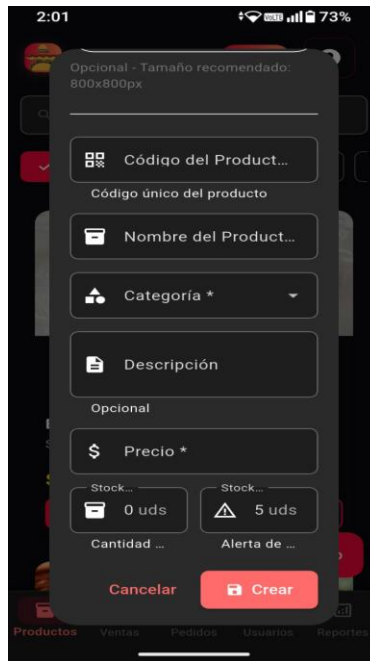 2:01
VoLTE
73%
Opcional - Tamaño recomendado:
800x800px
Código del Product...
Código único del producto
Nombre del Product...
Categoría *
Descripción
Opcional
$ Precio *
Stock... Stock...
0 uds 5 uds
Cantidad ... Alerta de ...
Cancelar Crear
Productos Ventas Pedidos Usuarios Reportes